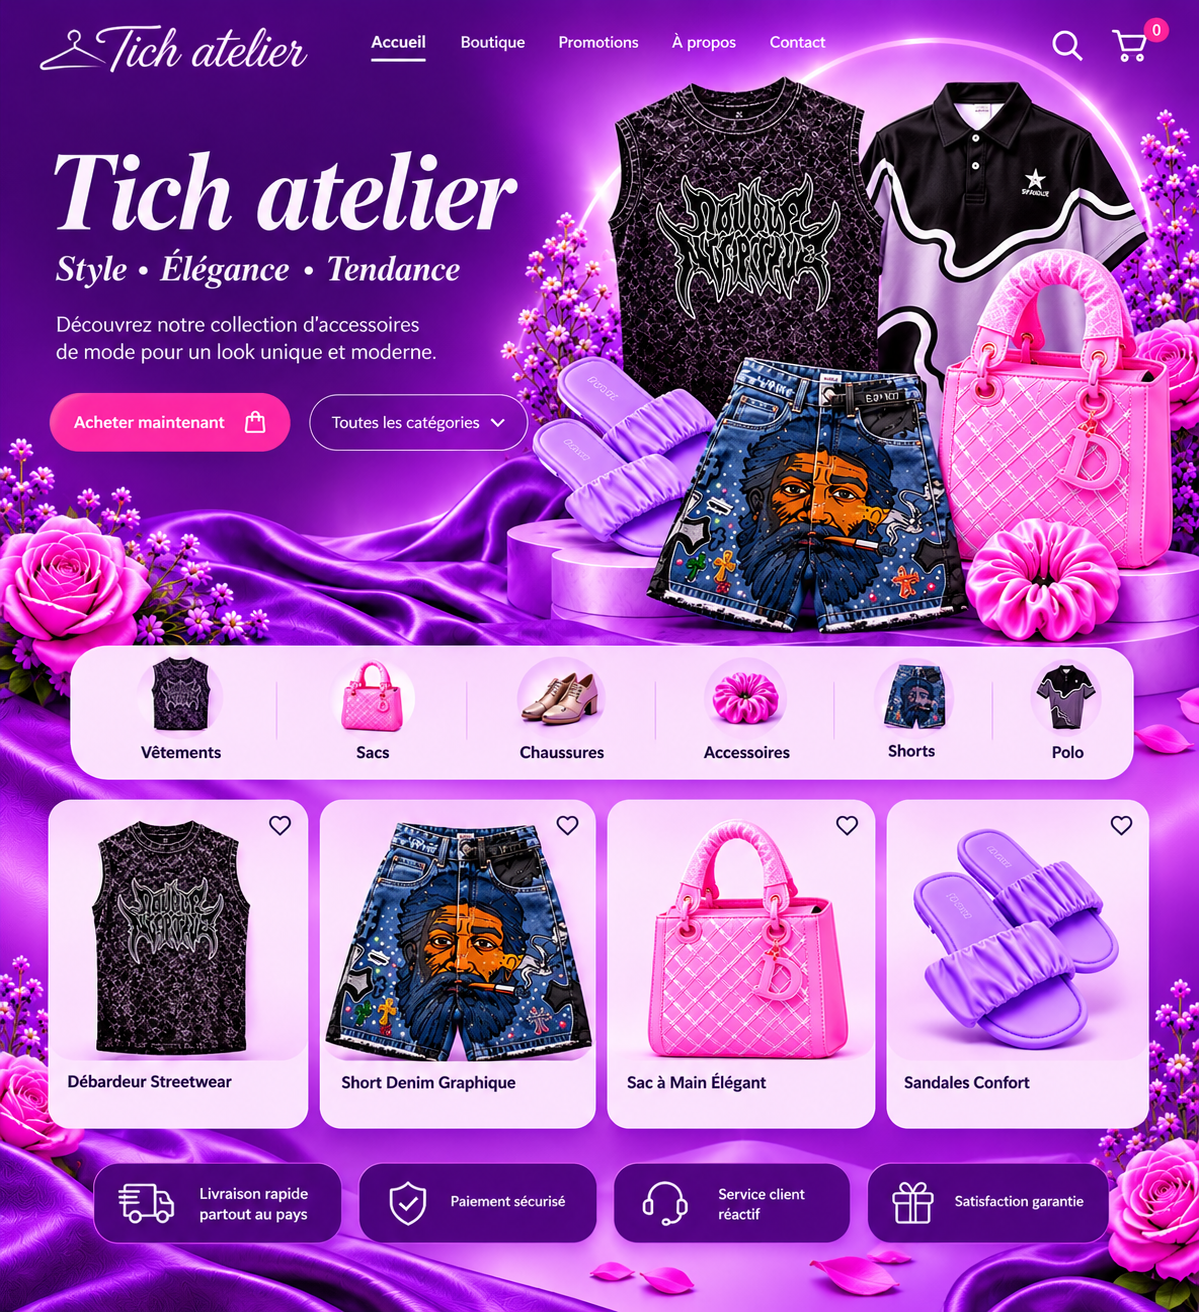 Tich atelier
Accueil
Boutique
Promotions
À propos
Contact
0
Tich atelier
Style • Élégance • Tendance
Découvrez notre collection d'accessoires
de mode pour un look unique et moderne.
Acheter maintenant
Toutes les catégories
DOUBLE
D
Vêtements
Sacs
Chaussures
Accessoires
Shorts
Polo
DOUBLE
D
Débardeur Streetwear
Short Denim Graphique
Sac à Main Élégant
Sandales Confort
Livraison rapide
partout au pays
Paiement sécurisé
Service client
réactif
Satisfaction garantie